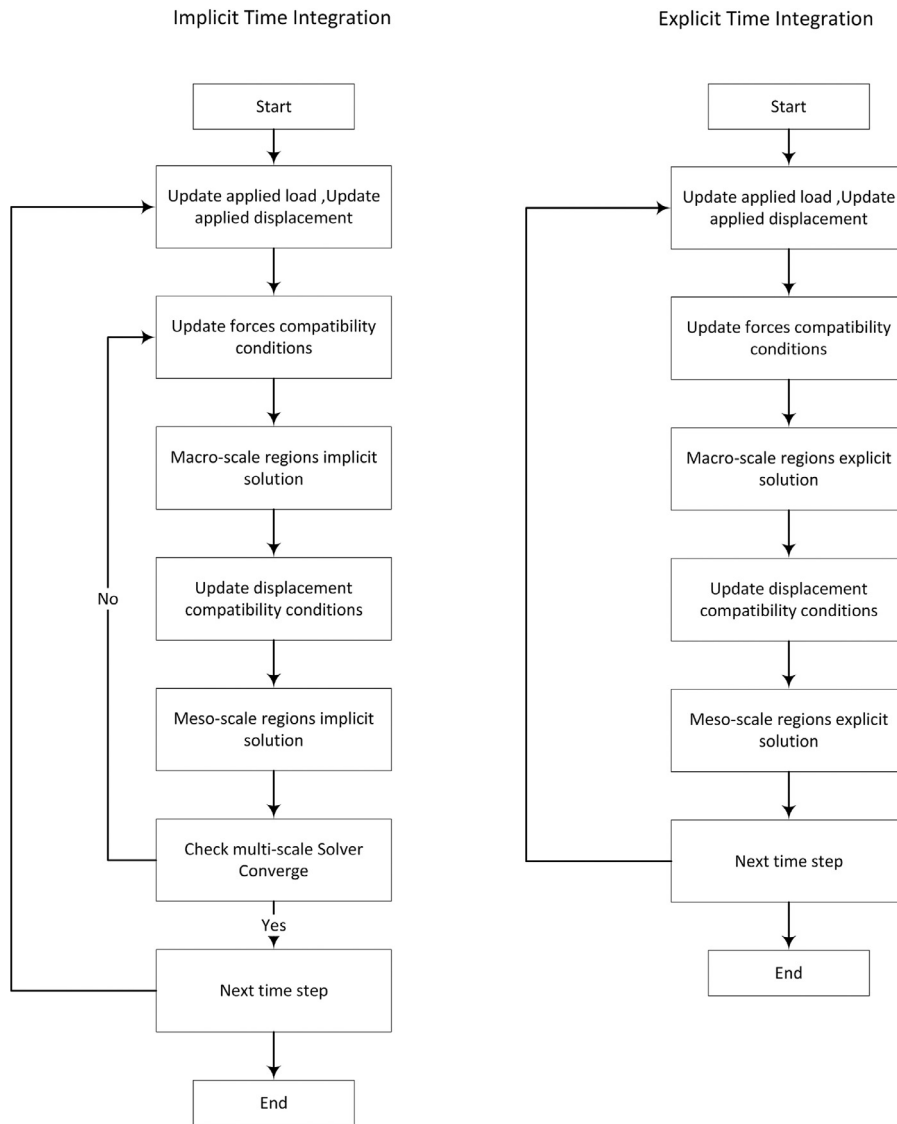 Implicit Time Integration
Start
Update applied load ,Update
applied displacement
Update forces compatibility
conditions
Macro-scale regions implicit
solution
Update displacement
compatibility conditions
No
Meso-scale regions implicit
solution
Check multi-scale Solver
Converge
Yes
Next time step
End
Explicit Time Integration
Start
Update applied load ,Update
applied displacement
Update forces compatibility
conditions
Macro-scale regions explicit
solution
Update displacement
compatibility conditions
Meso-scale regions explicit
solution
Next time step
End